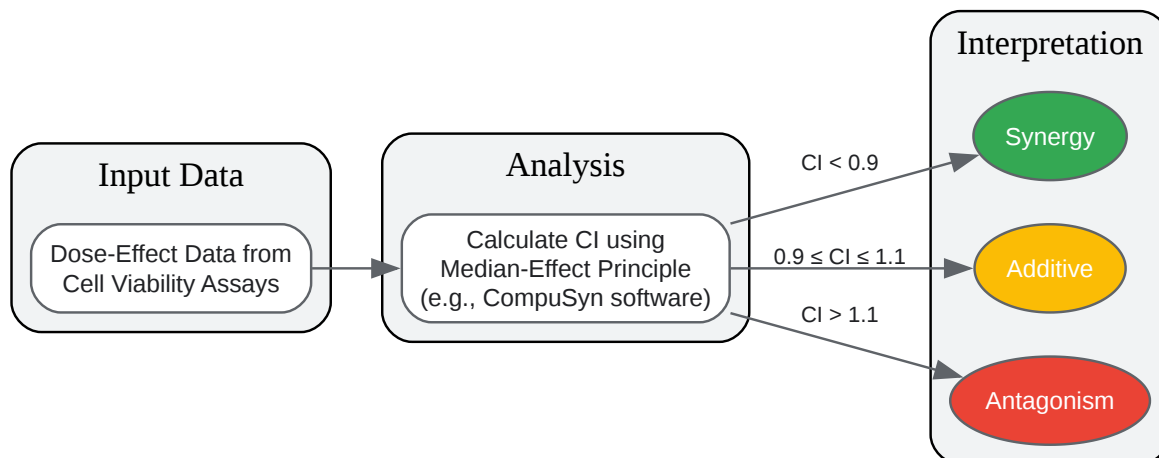 Input Data
Dose-Effect Data from
Cell Viability Assays
Analysis
Calculate CI using
Median-Effect Principle
(e.g., CompuSyn software)
CI < 0.9
0.9 ≤ CI ≤ 1.1
CI > 1.1
Interpretation
Synergy
Additive
Antagonism